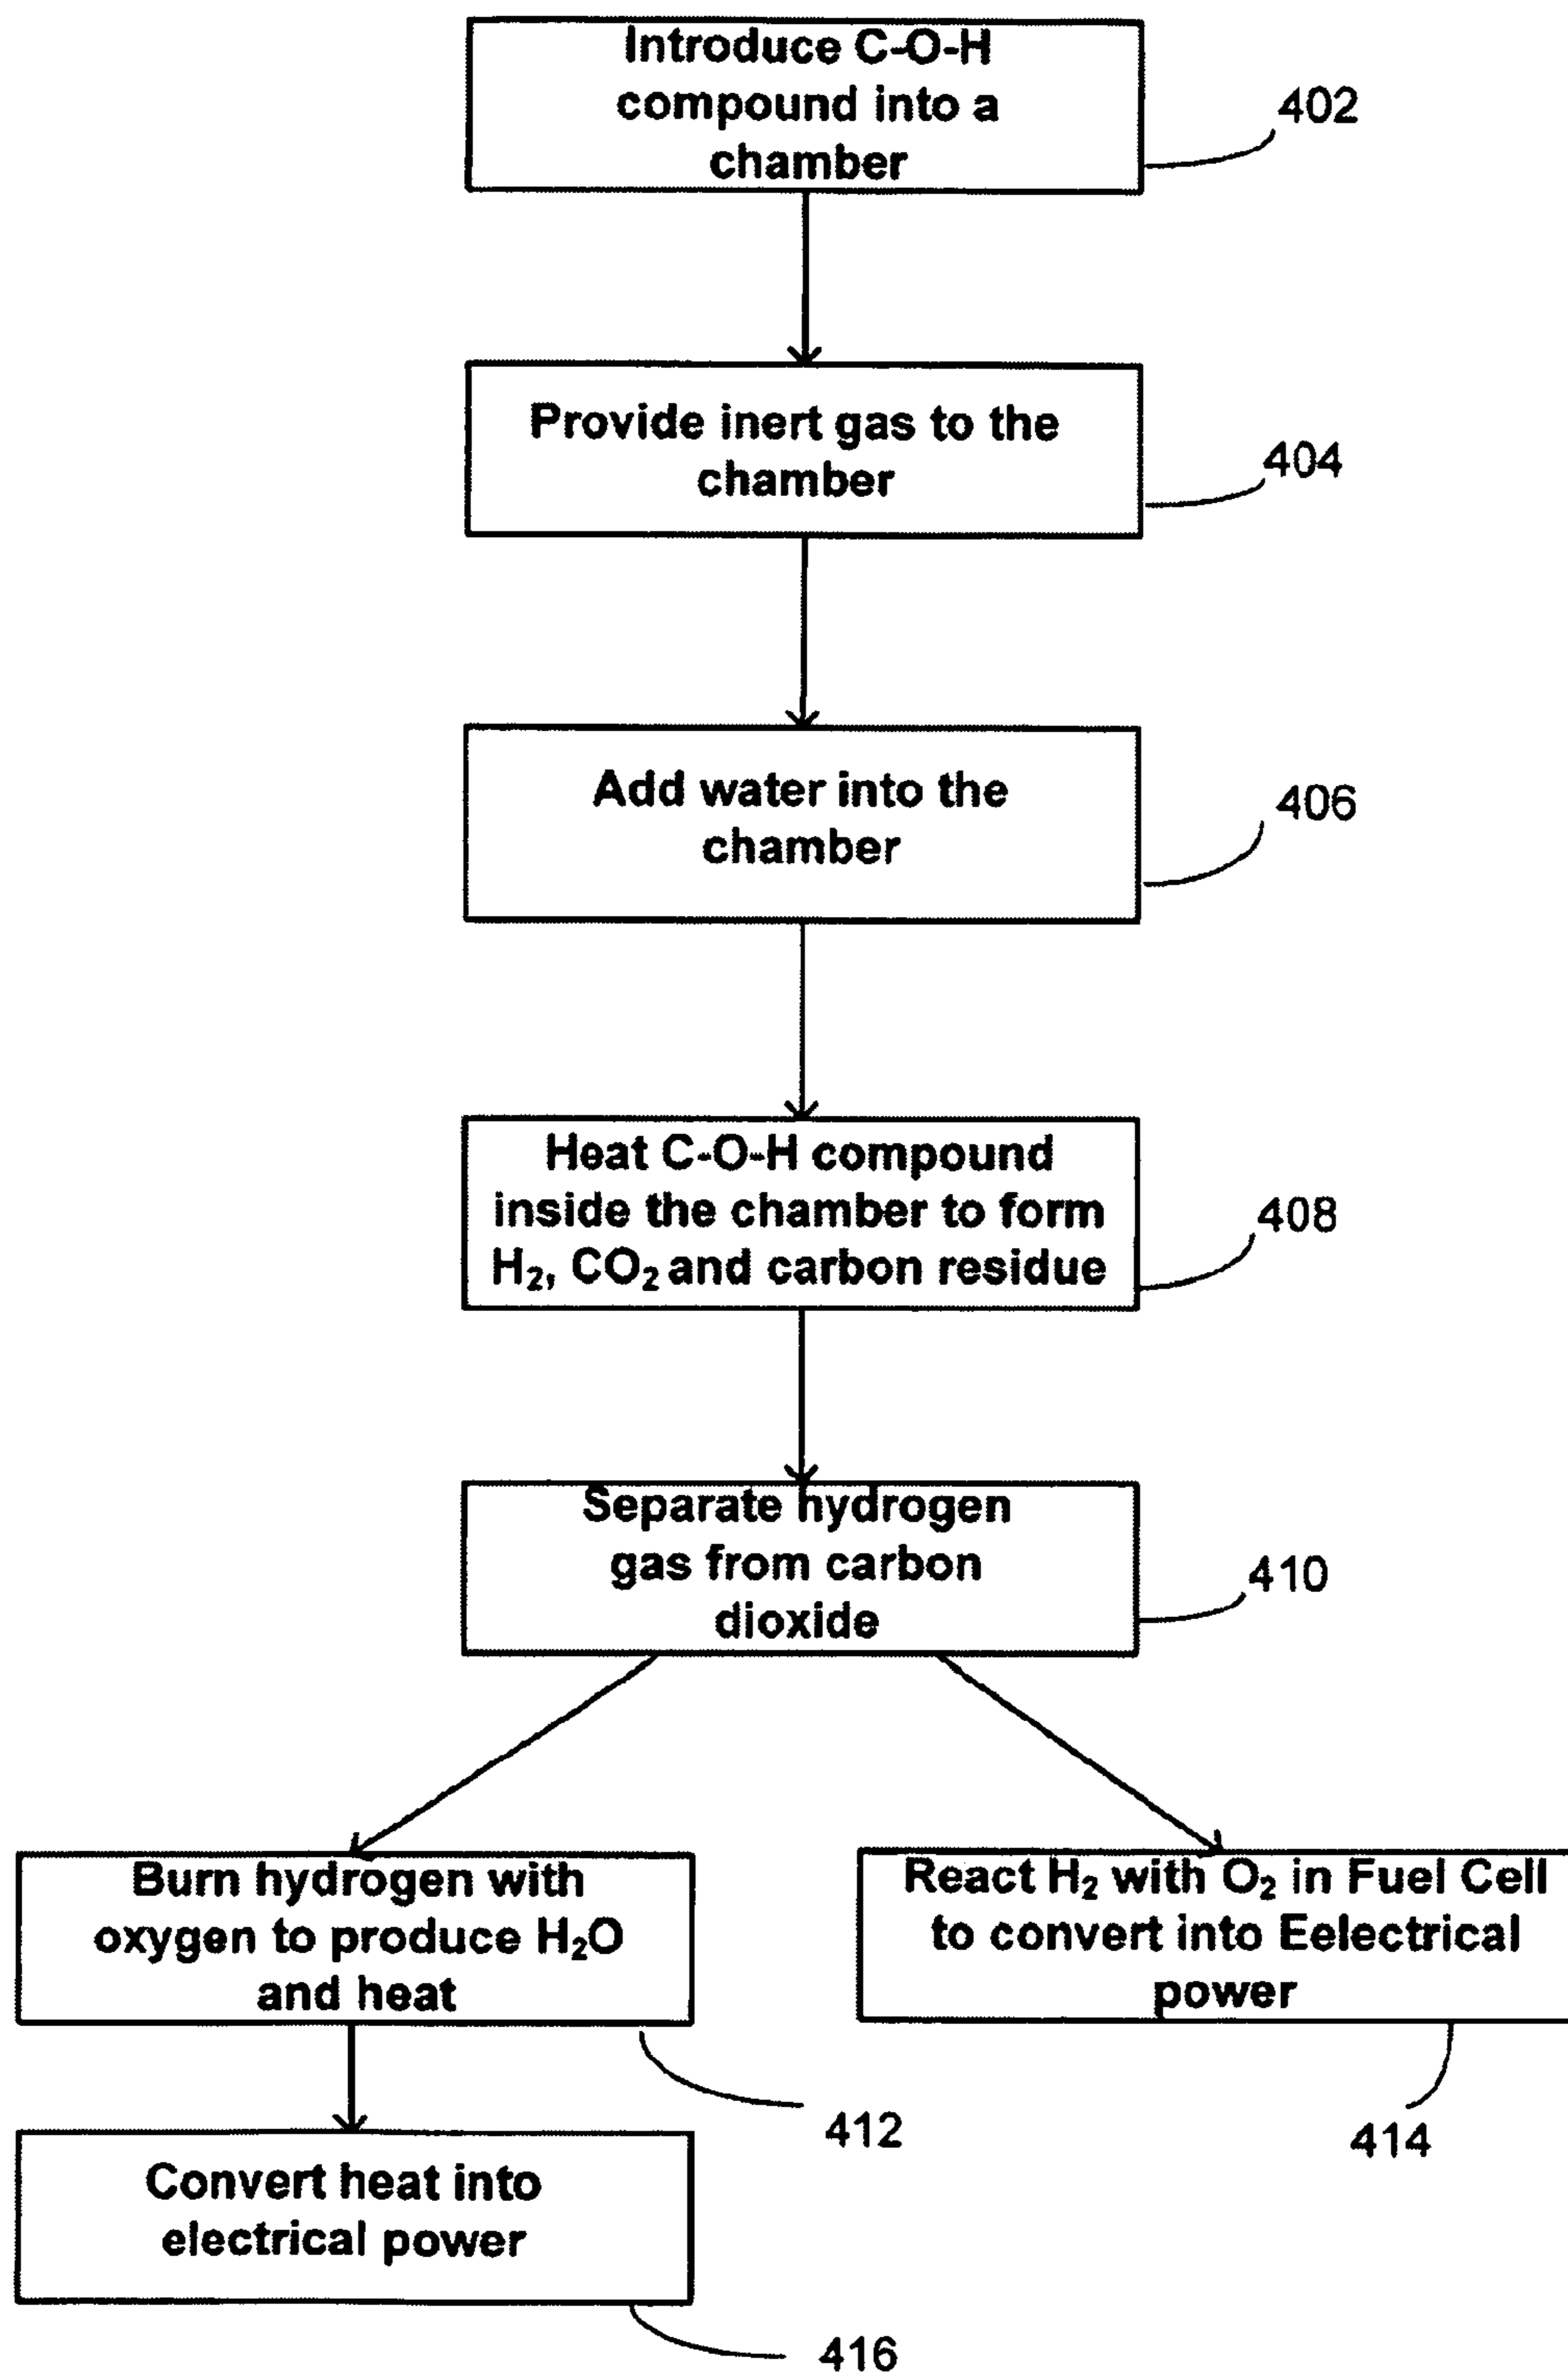 Introduce C-O-H
compound into a
chamber
402
Provide inert gas to the
chamber
404
Add water into the
chamber
406
Heat C-O-H compound
inside the chamber to form
H₂, CO₂ and carbon residue
408
Separate hydrogen
gas from carbon
dioxide
410
Burn hydrogen with
oxygen to produce H₂O
and heat
412
React H₂ with O₂ in Fuel Cell
to convert into Eelectrical
power
414
Convert heat into
electrical power
416